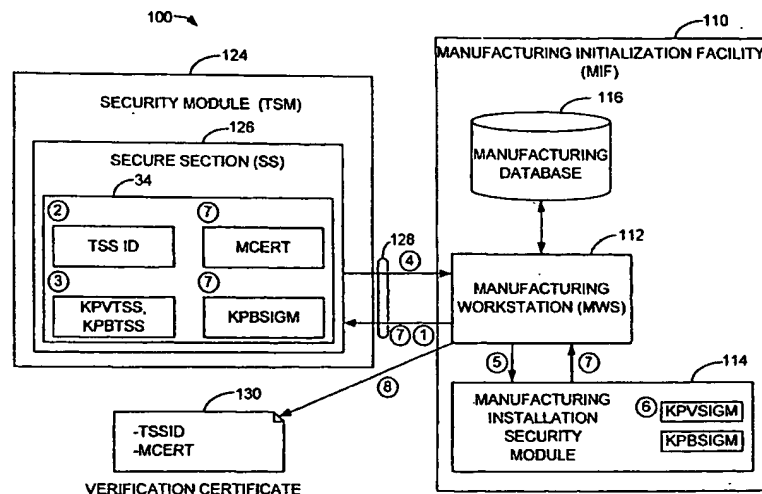 100
124
SECURITY MODULE (TSM)
126
SECURE SECTION (SS)
34
②
TSS ID
⑦
MCERT
③
KPVTSS,
KPBTSS
⑦
KPBSIGM
128
④
⑦ ①
110
MANUFACTURING INITIALIZATION FACILITY
(MIF)
116
MANUFACTURING
DATABASE
112
MANUFACTURING
WORKSTATION (MWS)
⑤
⑦
114
MANUFACTURING
INSTALLATION
SECURITY
MODULE
⑥
KPVSIGM
KPBSIGM
⑧
130
-TSSID
-MCERT
VERIFICATION CERTIFICATE